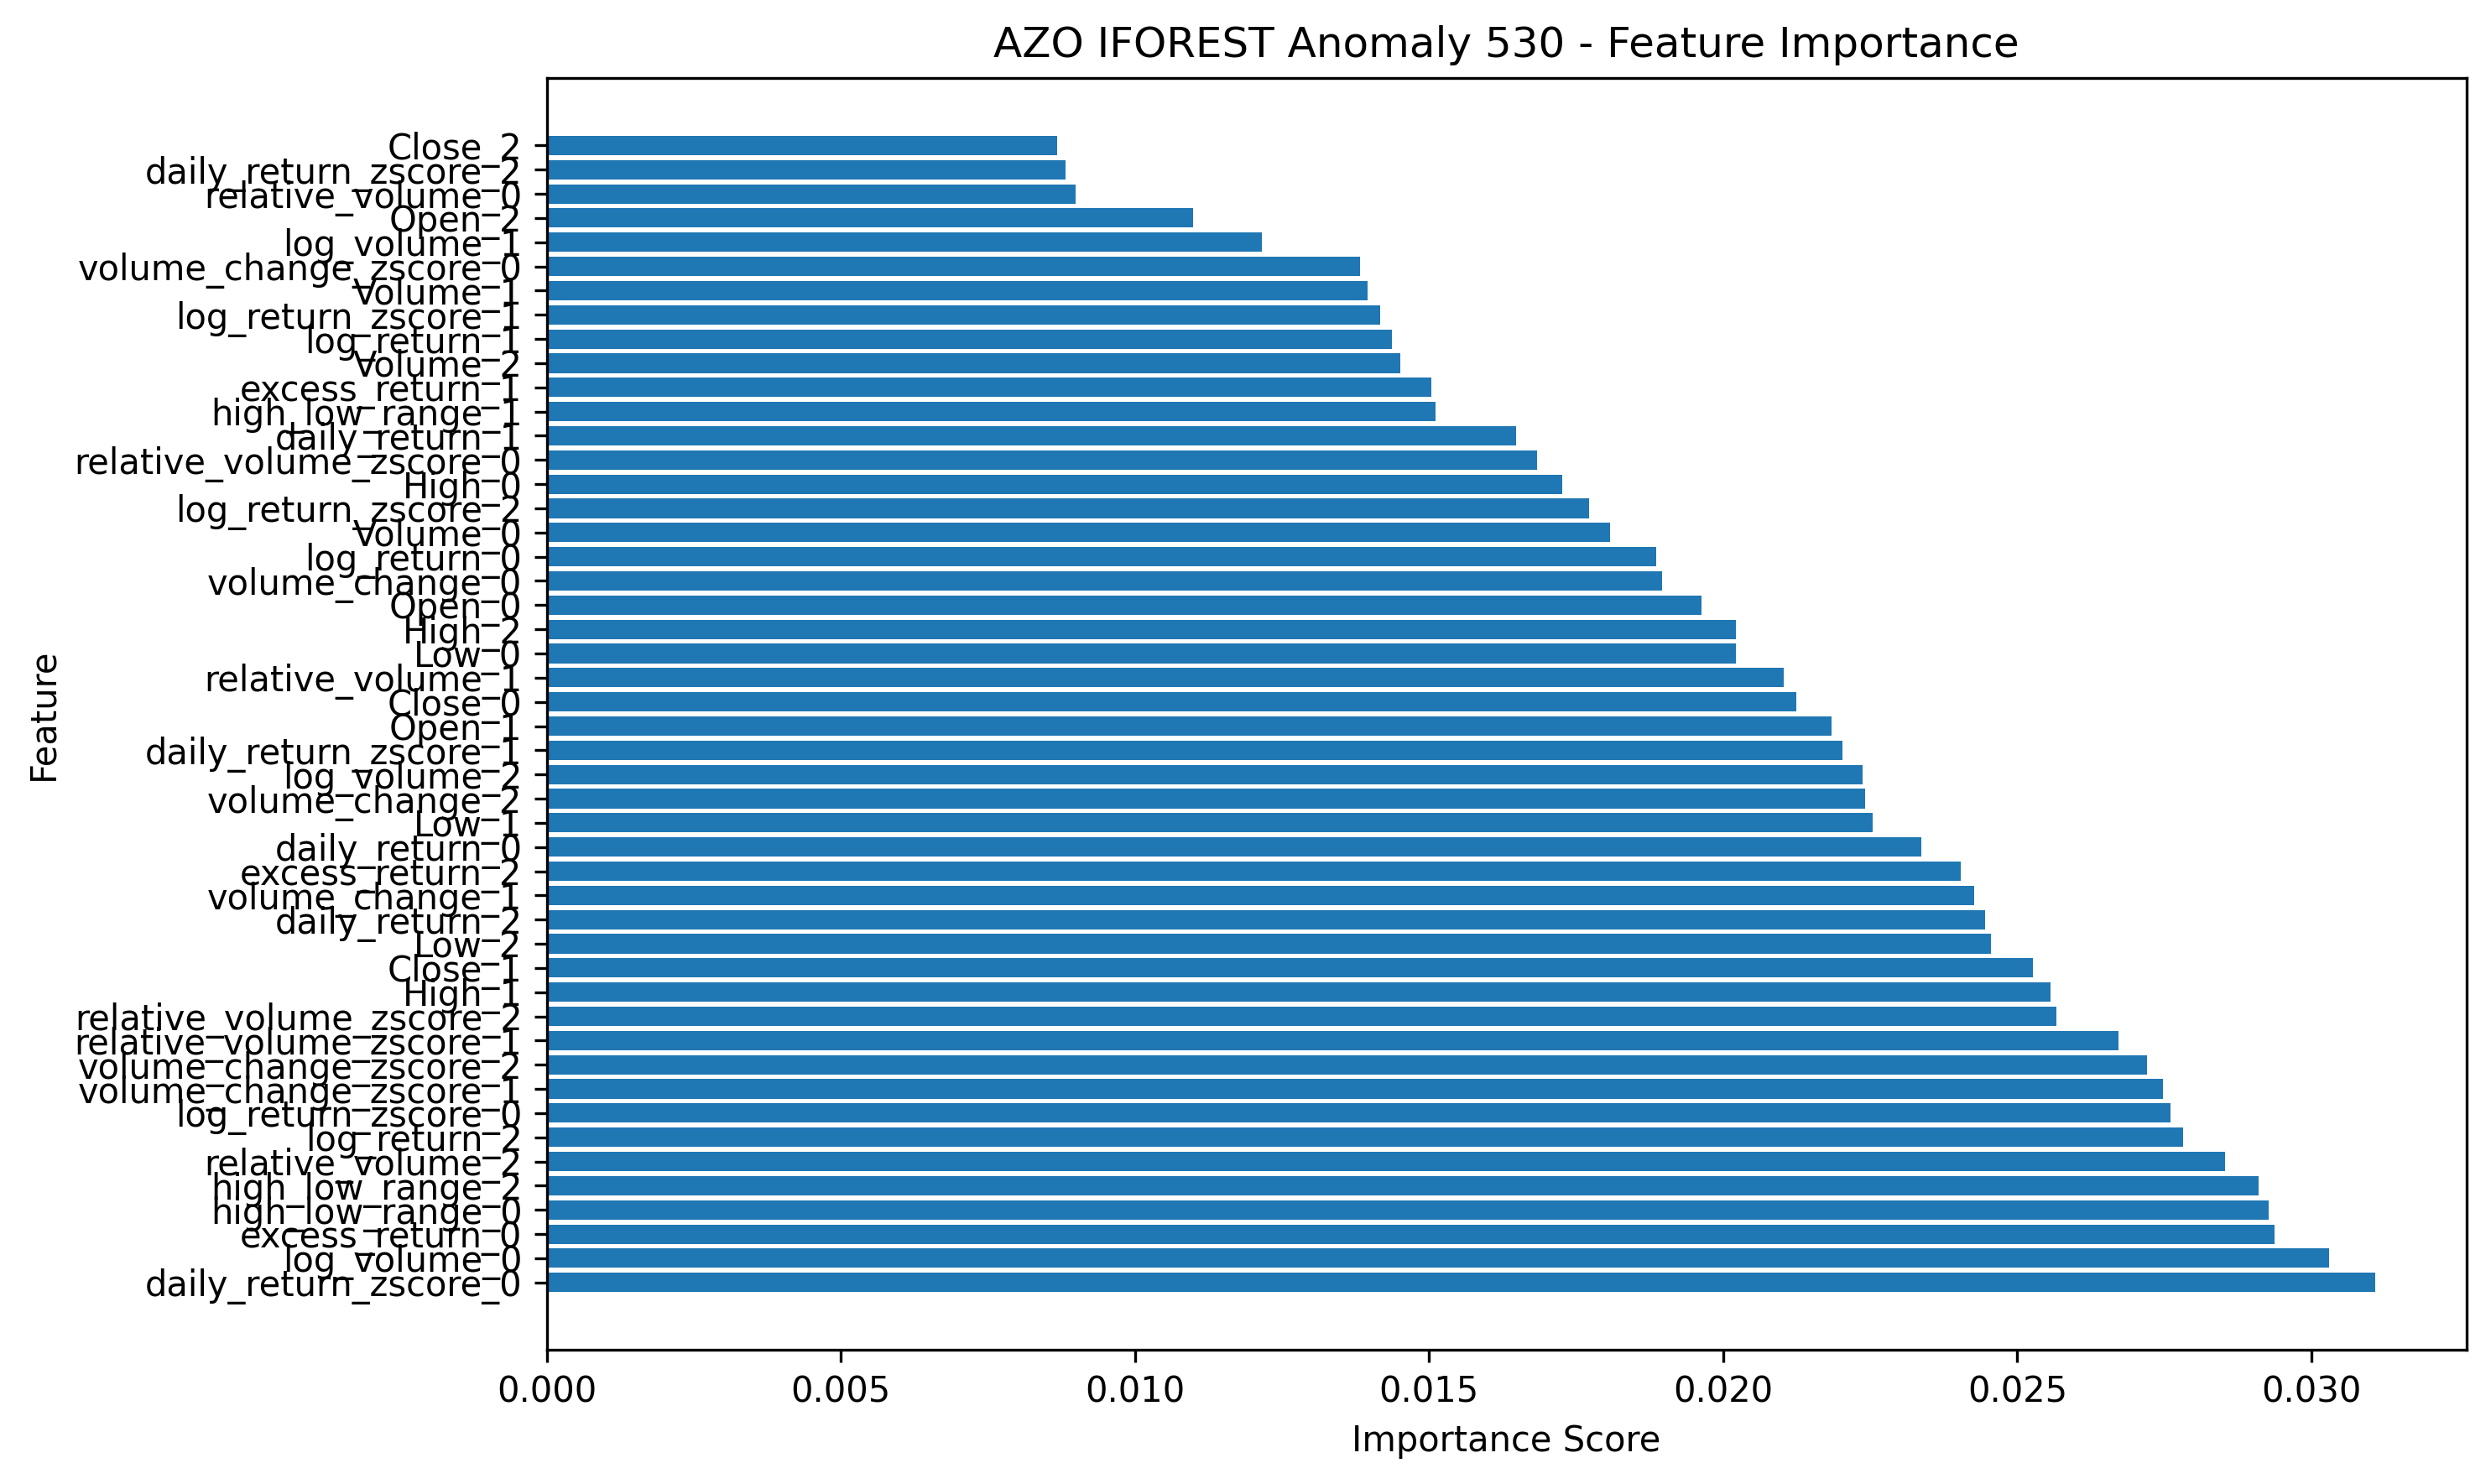 AZO IFOREST Anomaly 530 - Feature Importance
Close_2
daily_return_zscore_2
relative_volume_0
Open_2
log_volume_1
volume_change_zscore_0
Volume_1
log_return_zscore_1
log_return_1
Volume_2
excess_return_1
high_low_range_1
daily_return_1
relative_volume_zscore_0
High_0
log_return_zscore_2
Volume_0
log_return_0
volume_change_0
Open_0
High_2
Low_0
relative_volume_1
Close_0
Open_1
daily_return_zscore_1
log_volume_2
volume_change_2
Low_1
daily_return_0
excess_return_2
volume_change_1
daily_return_2
Low_2
Close_1
High_1
relative_volume_zscore_2
relative_volume_zscore_1
volume_change_zscore_2
volume_change_zscore_1
log_return_zscore_0
log_return_2
relative_volume_2
high_low_range_2
high_low_range_0
excess_return_0
log_volume_0
daily_return_zscore_0
Feature
0.000 0.005 0.010 0.015 0.020 0.025 0.030
Importance Score